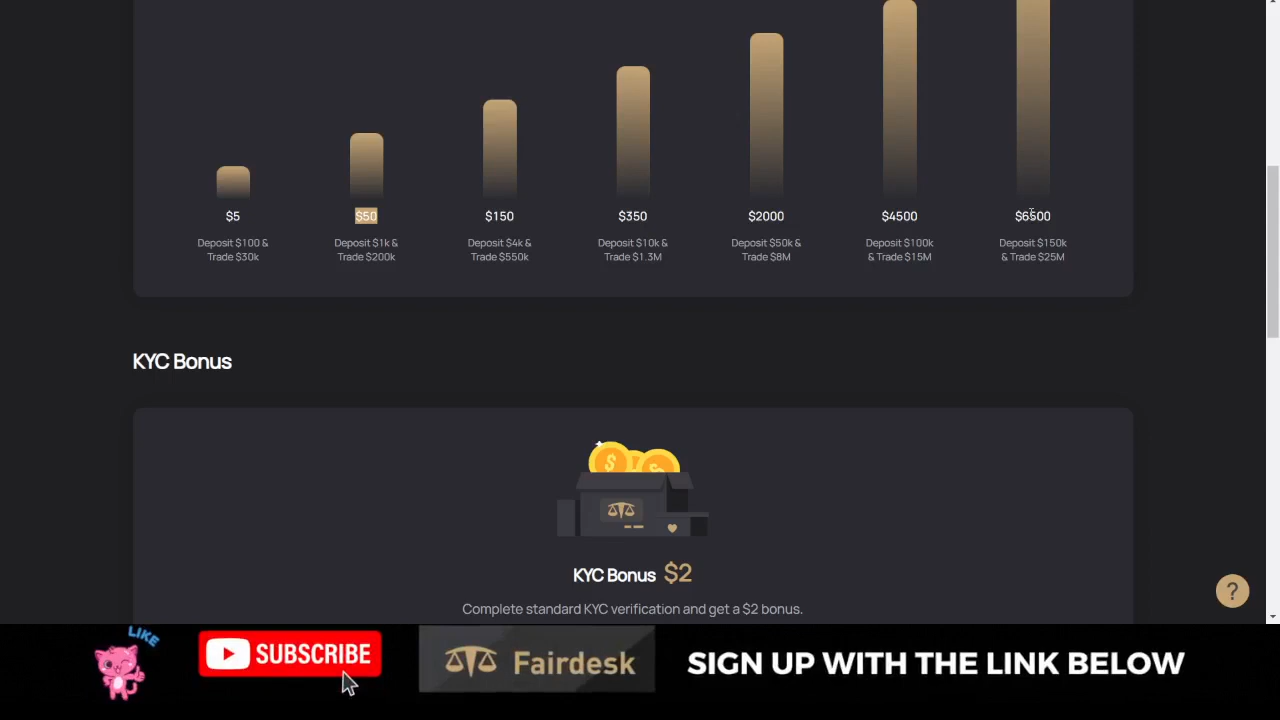 $5
Deposit $100 &
Trade $30k
$50
Deposit $1k &
Trade $200k
$150
Deposit $4k &
Trade $550k
$350
Deposit $10k &
Trade $1.3M
$2000
Deposit $50k &
Trade $8M
$4500
Deposit $100k
& Trade $15M
$6500
Deposit $150k
& Trade $25M
KYC Bonus
KYC Bonus $2
Complete standard KYC verification and get a $2 bonus.
?
LIKE
SUBSCRIBE
Fairdesk
SIGN UP WITH THE LINK BELOW